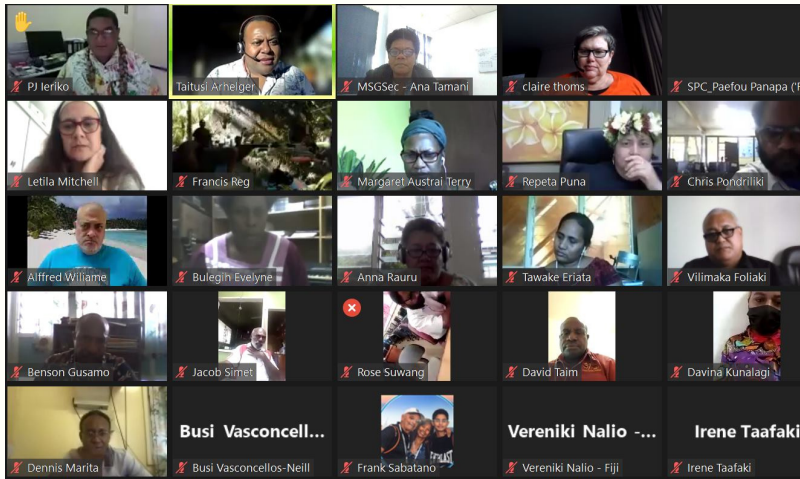 PJ Ieriko
Taitusi Arhelger
MSGSec - Ana Tamani
claire thoms
SPC_Paefou Panapa ('
Letila Mitchell
Francis Reg
Margaret Austrai Terry
Repeta Puna
Chris Pondriliki
Alffred Wiliame
Bulegih Evelyne
Anna Rauru
Tawake Eriata
Vilimaka Foliaki
Benson Gusamo
Jacob Simet
Rose Suwang
David Taim
Davina Kunalagi
Dennis Marita
Busi Vasconcell...
Busi Vasconcellos-Neill
Frank Sabatano
Vereniki Nalio -...
Vereniki Nalio - Fiji
Irene Taafaki
Irene Taafaki